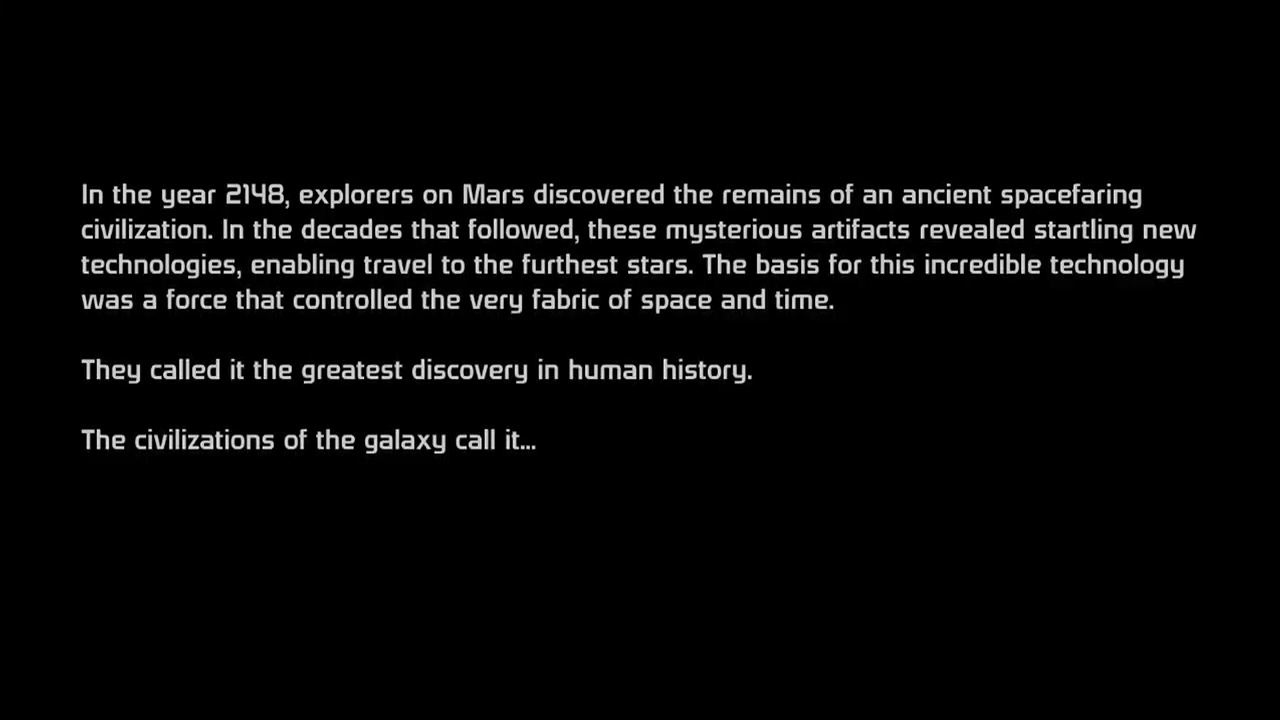 In the year 2148, explorers on Mars discovered the remains of an ancient spacefaring
civilization. In the decades that followed, these mysterious artifacts revealed startling new
technologies, enabling travel to the furthest stars. The basis for this incredible technology
was a force that controlled the very fabric of space and time.
They called it the greatest discovery in human history.
The civilizations of the galaxy call it...